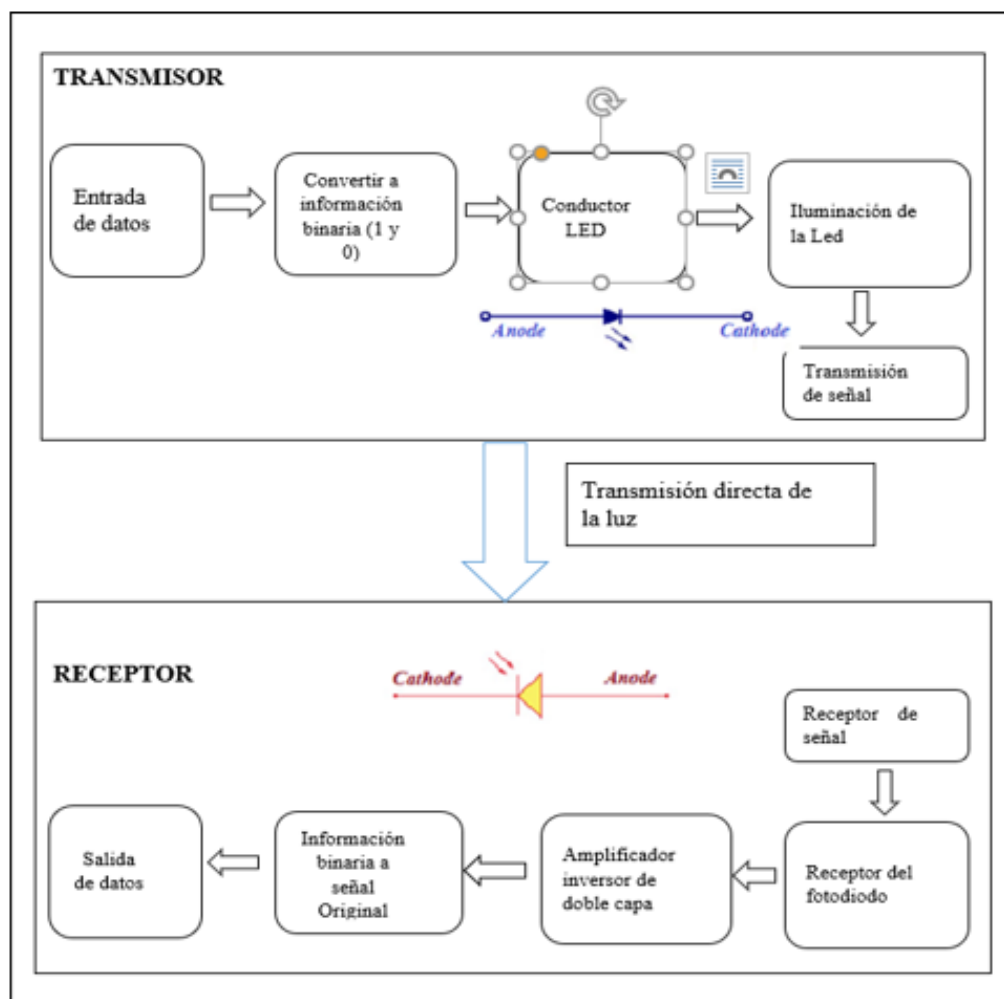 TRANSMISOR
Entrada
de datos
Convertir a
información
binaria (1 y
0)
Conductor
LED
Iluminación de
la Led
Anode
Cathode
Transmisión
de señal
Transmisión directa de
la luz
RECEPTOR
Cathode
Anode
Receptor de
señal
Receptor del
fotodiodo
Amplificador
inversor de
doble capa
Información
binaria a
señal
Original
Salida
de datos